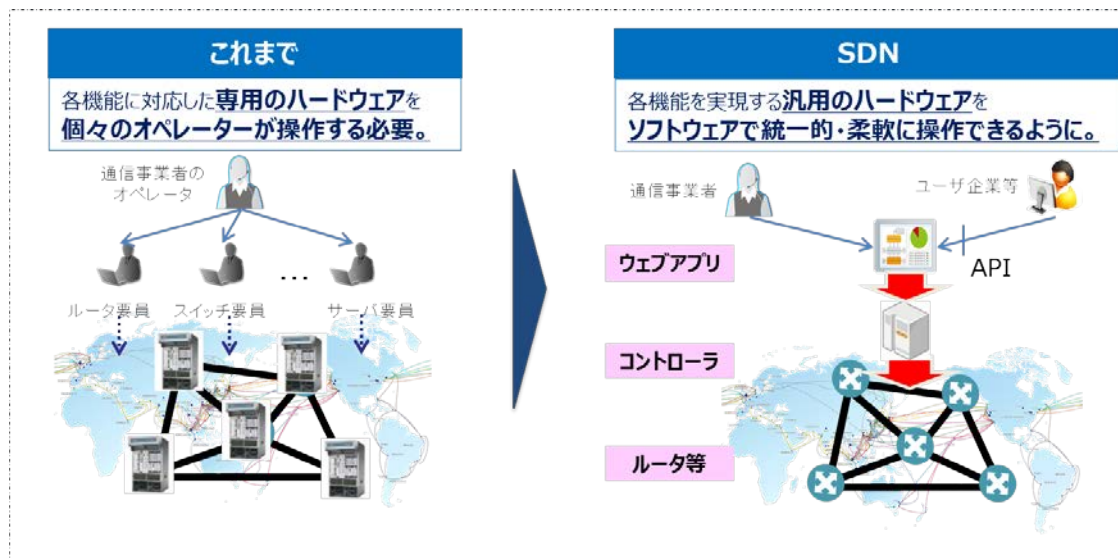 これまで
各機能に対応した専用のハードウェアを
個々のオペレーターが操作する必要。
通信事業者の
オペレータ
ルータ要員
スイッチ要員
...
サーバ要員
SDN
各機能を実現する汎用のハードウェアを
ソフトウェアで統一的・柔軟に操作できるように。
通信事業者
ユーザ企業等
API
ウェブアプリ
コントローラ
ルータ等